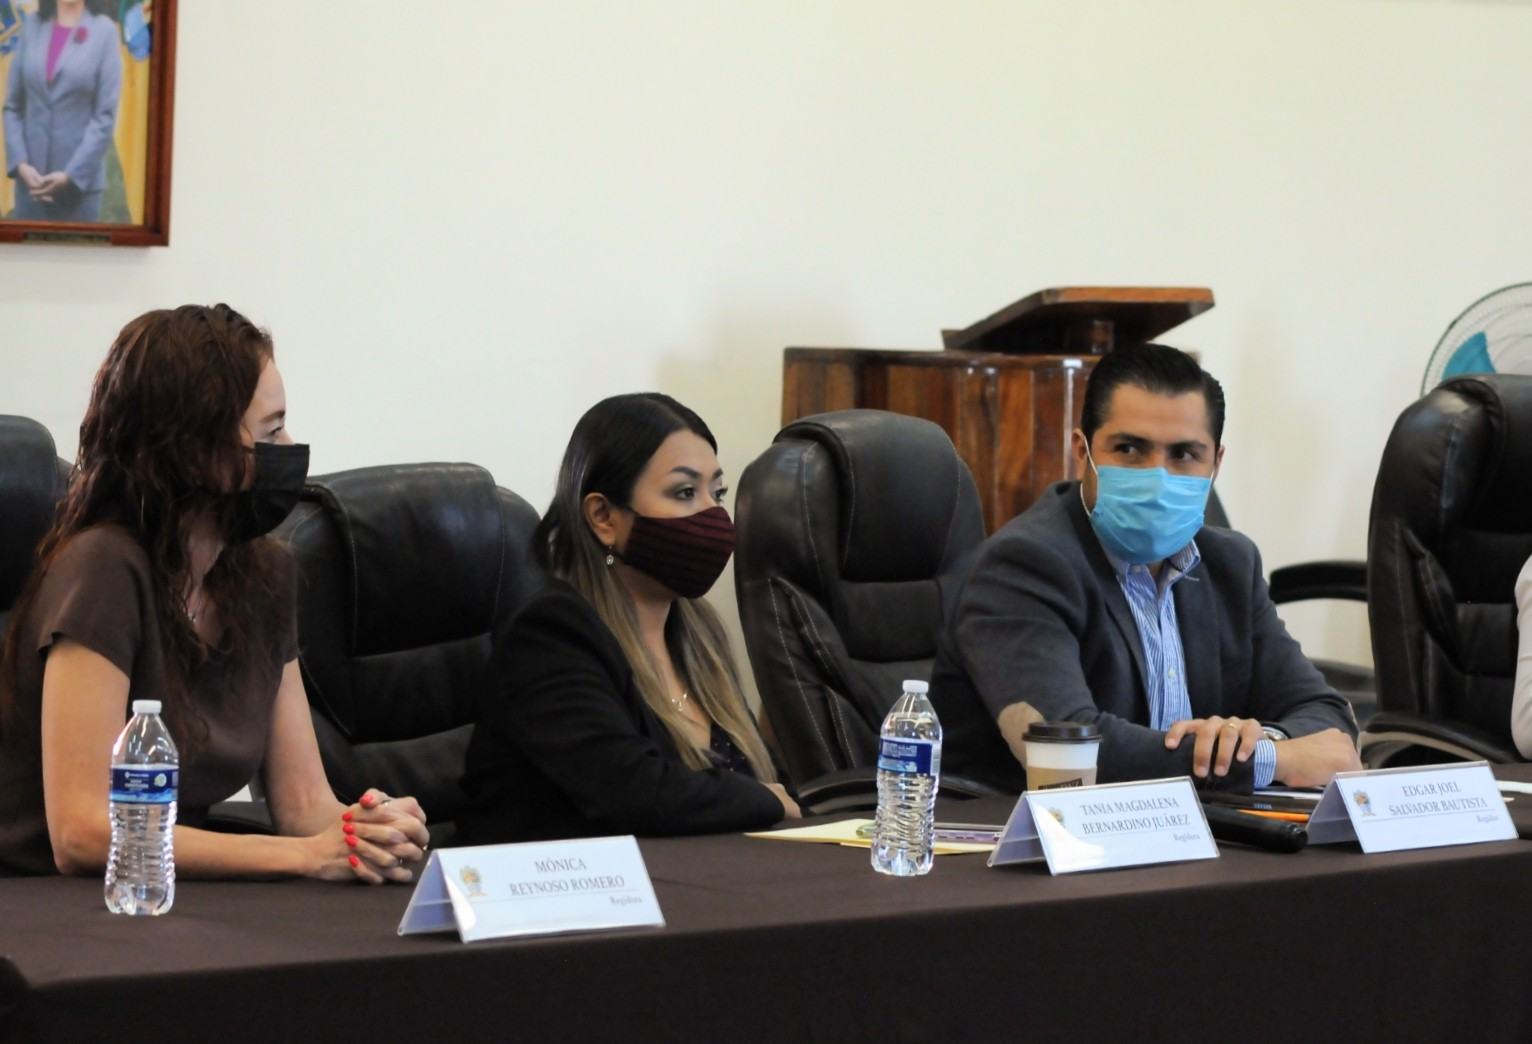 MÓNICA
REYNOSO ROMERO
Regidora
TANIA MAGDALENA
BERNARDINO JUÁREZ
Regidora
EDGAR JOEL
SALVADOR BAUTISTA
Regidor